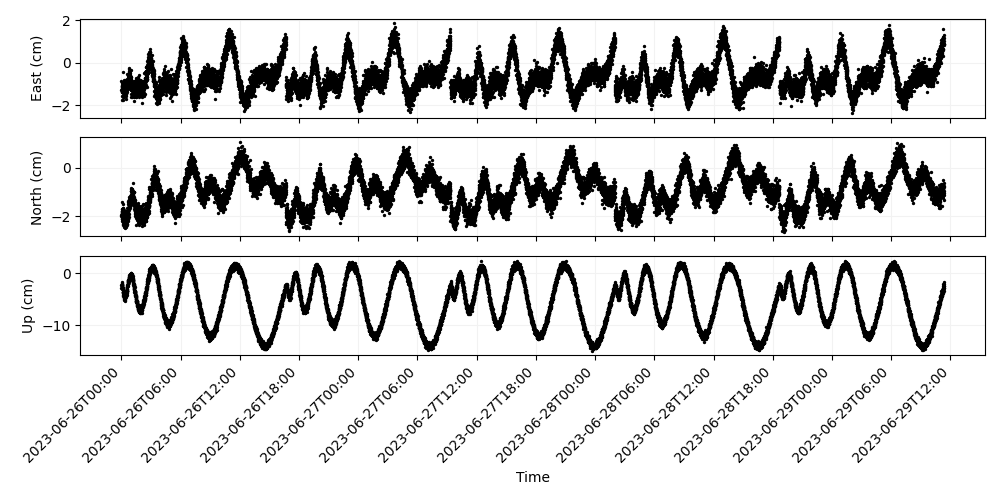 2
0
−2
East (cm)
0
−2
North (cm)
0
−10
Up (cm)
2023-06-26T00:00
2023-06-26T06:00
2023-06-26T12:00
2023-06-26T18:00
2023-06-27T00:00
2023-06-27T06:00
2023-06-27T12:00
2023-06-27T18:00
2023-06-28T00:00
2023-06-28T06:00
2023-06-28T12:00
2023-06-28T18:00
2023-06-29T00:00
2023-06-29T06:00
2023-06-29T12:00
Time